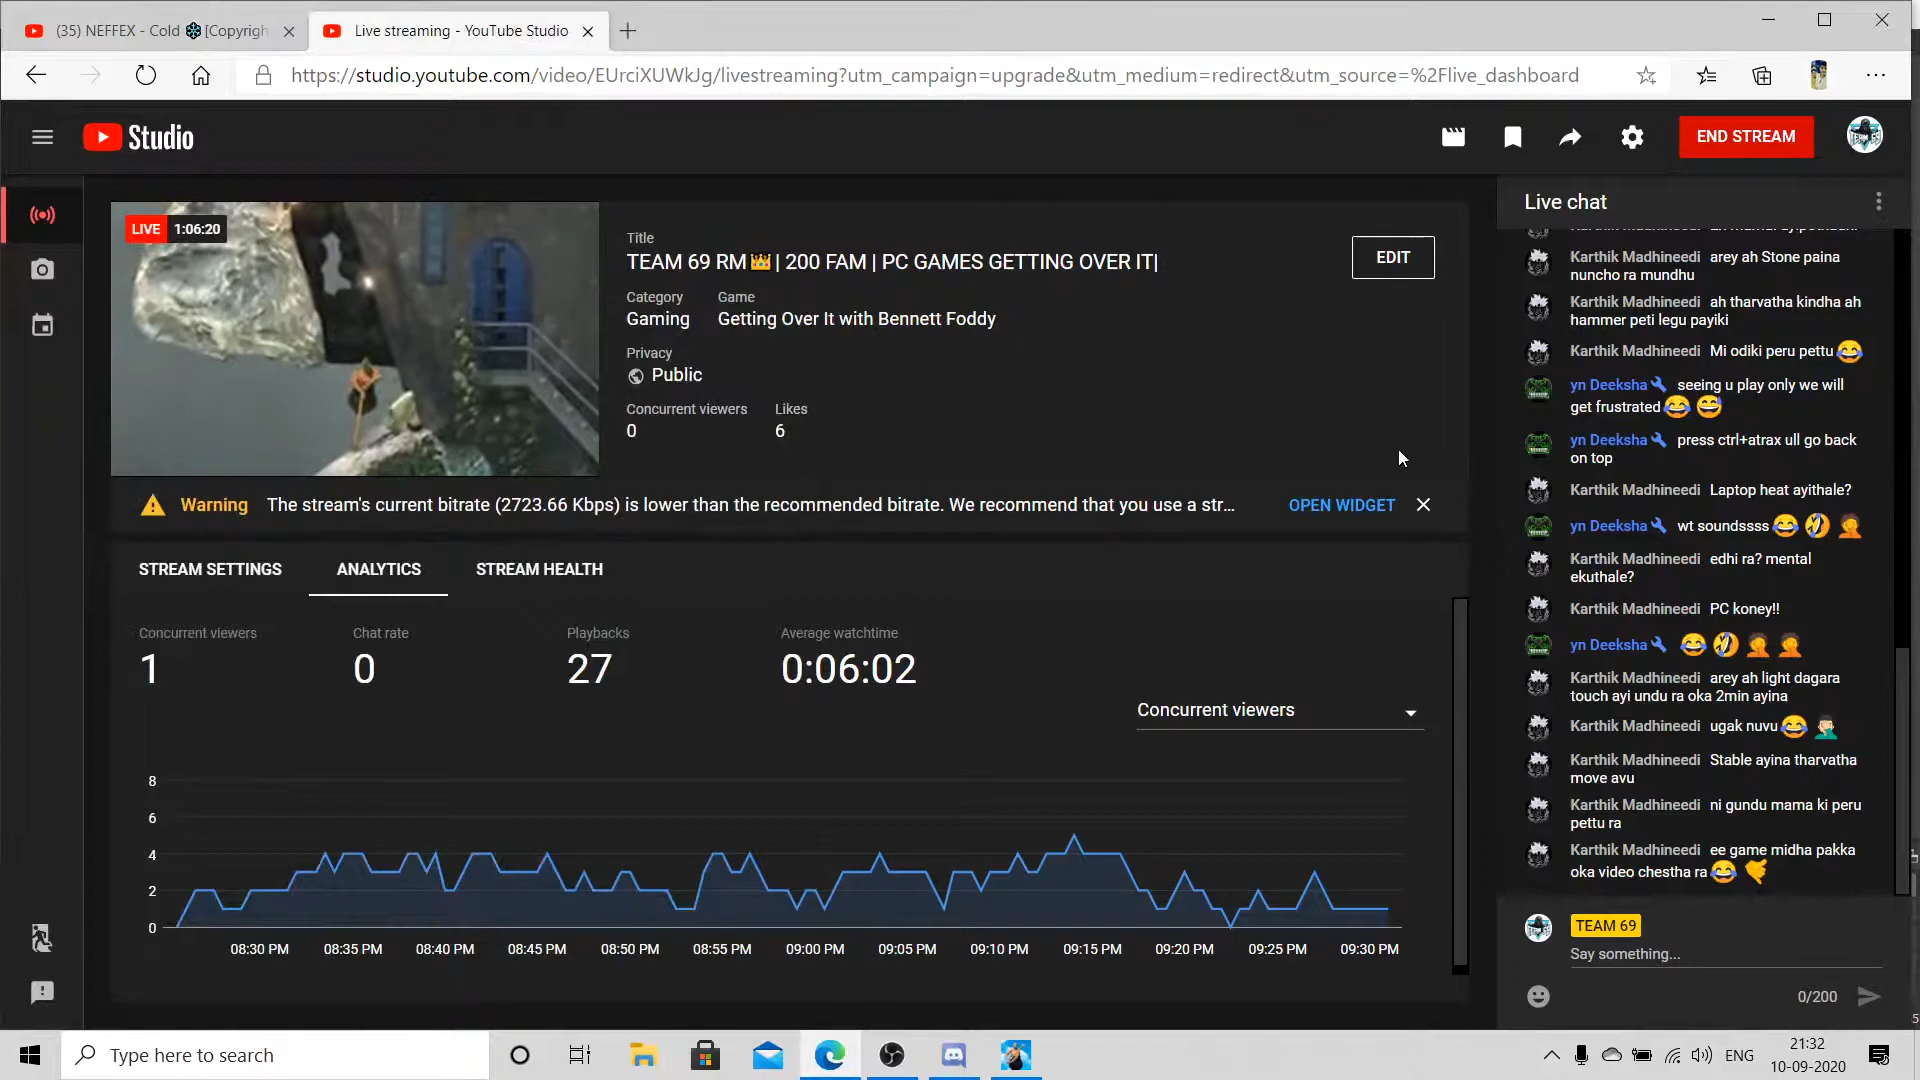 (35) NEFFEX - Cold [Copyrigh
Live streaming - YouTube Studio
https://studio.youtube.com/video/EUrciXUWkJg/livestreaming?utm_campaign=upgrade&utm_medium=redirect&utm_source=%2Flive_dashboard
Studio
END STREAM
LIVE 1:06:20
Title
TEAM 69 RM👑| 200 FAM | PC GAMES GETTING OVER IT|
EDIT
Category Game
Gaming Getting Over It with Bennett Foddy
Privacy
Public
Concurrent viewers Likes
0 6
Warning The stream's current bitrate (2723.66 Kbps) is lower than the recommended bitrate. We recommend that you use a str...
OPEN WIDGET
STREAM SETTINGS ANALYTICS STREAM HEALTH
Concurrent viewers Chat rate Playbacks Average watchtime
1 0 27 0:06:02
Concurrent viewers
8
6
4
2
0
08:30 PM 08:35 PM 08:40 PM 08:45 PM 08:50 PM 08:55 PM 09:00 PM 09:05 PM 09:10 PM 09:15 PM 09:20 PM 09:25 PM 09:30 PM
Live chat
Karthik Madhineedi arey ah Stone paina
nuncho ra mundhu
Karthik Madhineedi ah tharvatha kindha ah
hammer peti legu payiki
Karthik Madhineedi Mi odiki peru pettu😂
yn Deeksha seeing u play only we will
get frustrated😂 😅
yn Deeksha press ctrl+atrax ull go back
on top
Karthik Madhineedi Laptop heat ayithale?
yn Deeksha wt soundssss😂 🤣 🤦
Karthik Madhineedi edhi ra? mental
ekuthale?
Karthik Madhineedi PC koney!!
yn Deeksha 😂 🤣 🤦 🤦
Karthik Madhineedi arey ah light dagara
touch ayi undu ra oka 2min ayina
Karthik Madhineedi ugak nuvu😂 🤦🏻‍♂️
Karthik Madhineedi Stable ayina tharvatha
move avu
Karthik Madhineedi ni gundu mama ki peru
pettu ra
Karthik Madhineedi ee game midha pakka
oka video chestha ra😂 🤙
TEAM 69
Say something...
0/200
Type here to search
ENG
21:32
10-09-2020